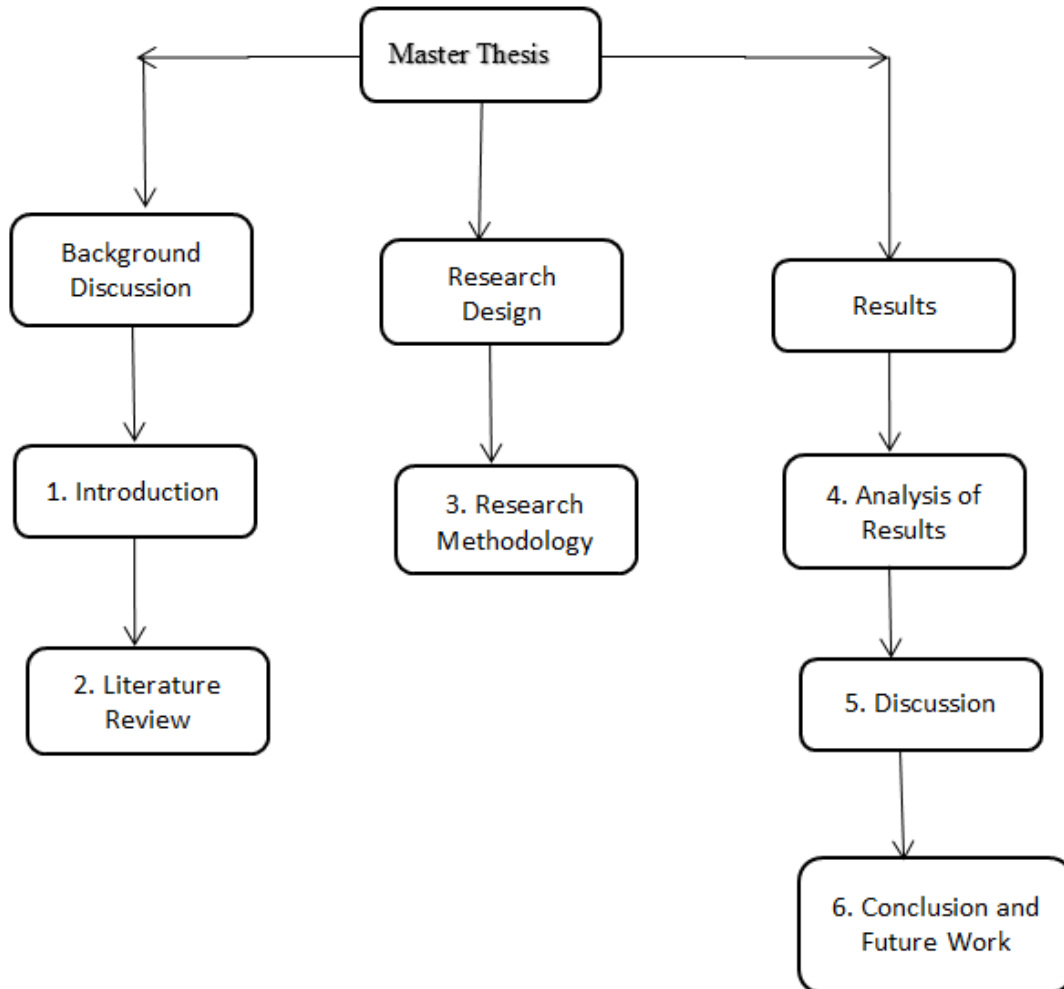 Master Thesis
Background
Discussion
1. Introduction
2. Literature
Review
Research
Design
3. Research
Methodology
Results
4. Analysis of
Results
5. Discussion
6. Conclusion and
Future Work